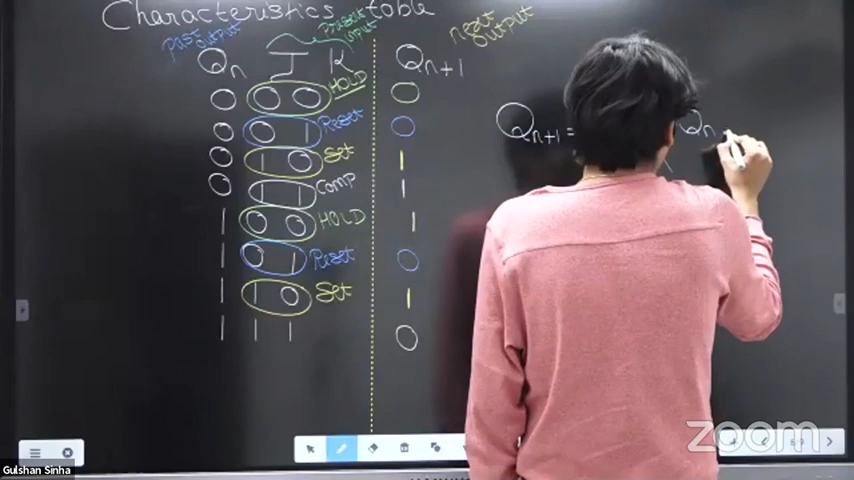 Characteristics table
past output
Present input
next output
Qn J K Qn+1
0 0 0 HOLD 0
0 0 1 Reset 0
0 1 0 Set 1
0 1 1 Comp 1
1 0 0 HOLD 1
1 0 1 Reset 0
1 1 0 Set 1
1 1 1 0
Qn+1 =
Qn
zoom
Gulshan Sinha